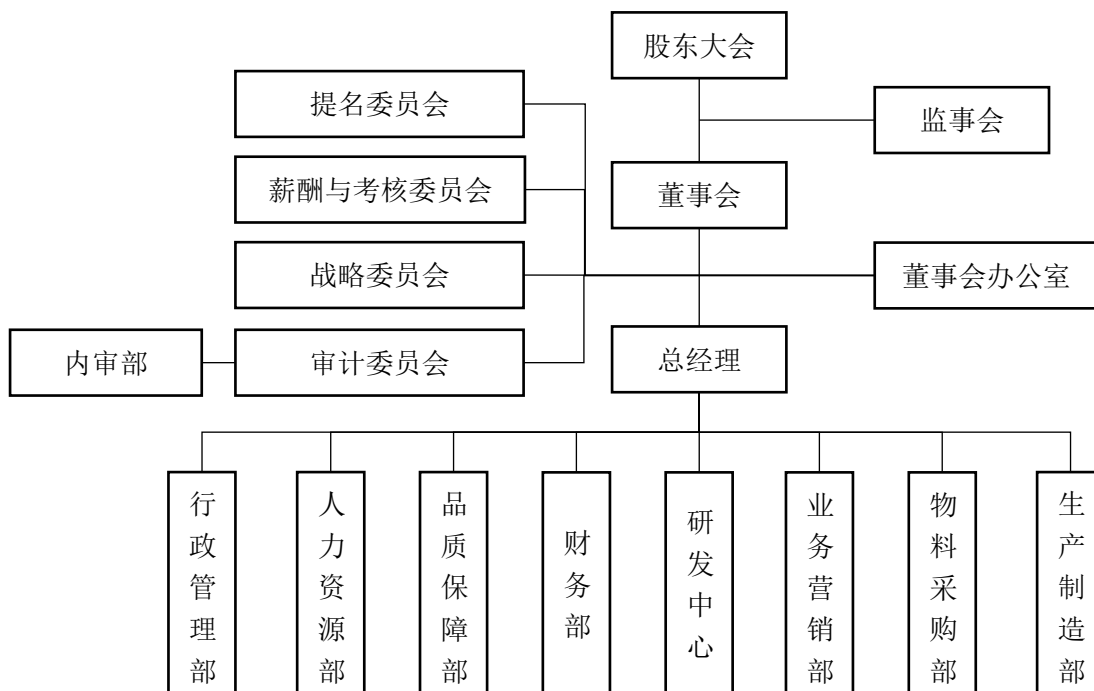 股东大会
提名委员会
监事会
薪酬与考核委员会
董事会
战略委员会
董事会办公室
内审部
审计委员会
总经理
行政管理部
人力资源部
品质保障部
财务部
研发中心
业务营销部
物料采购部
生产制造部